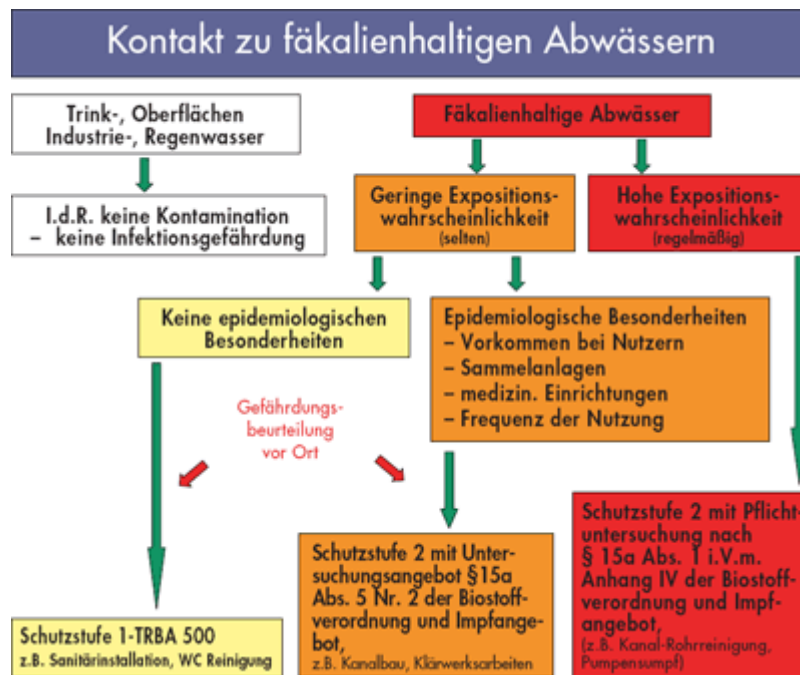 Kontakt zu fäkalienhaltigen Abwässern
Trink-, Oberflächen
Industrie-, Regenwasser
Fäkalienhaltige Abwässer
I.d.R. keine Kontamination
– keine Infektionsgefährdung
Geringe Expositions-
wahrscheinlichkeit
(selten)
Hohe Expositions-
wahrscheinlichkeit
(regelmäßig)
Keine epidemiologischen
Besonderheiten
Epidemiologische Besonderheiten
– Vorkommen bei Nutzern
– Sammelanlagen
– medizin. Einrichtungen
– Frequenz der Nutzung
Gefährdungs-
beurteilung
vor Ort
Schutzstufe 1-TRBA 500
z.B. Sanitärinstallation, WC Reinigung
Schutzstufe 2 mit Unter-
suchungsangebot §15a
Abs. 5 Nr. 2 der Biostoff-
verordnung und Impfange-
bot,
z.B. Kanalbau, Klärwerksarbeiten
Schutzstufe 2 mit Pflicht-
untersuchung nach
§ 15a Abs. 1 i.V.m.
Anhang IV der Biostoff-
verordnung und Impf-
angebot,
(z.B. Kanal-Rohrreinigung,
Pumpensumpf)